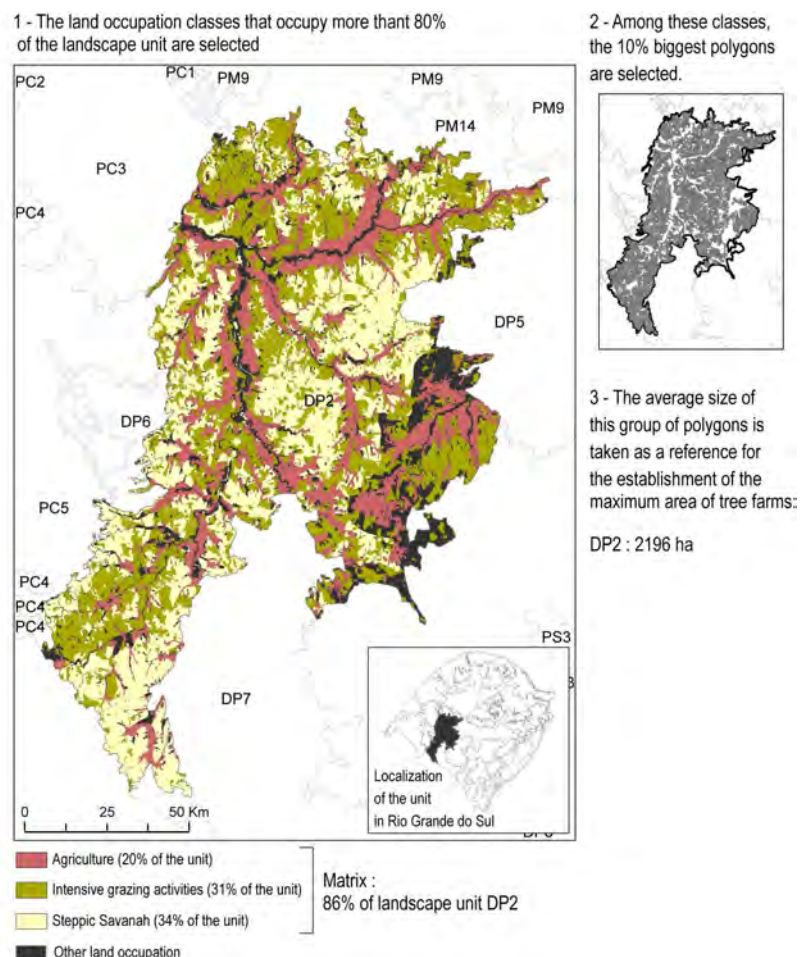 1 - The land occupation classes that occupy more thant 80%
of the landscape unit are selected
2 - Among these classes,
the 10% biggest polygons
are selected.
PC2
PC1
PM9
PM9
PM9
PM14
PC3
PC4
DP5
DP2
DP6
PC5
PC4
PC4
PC4
PS3
DP7
3 - The average size of
this group of polygons is
taken as a reference for
the establishment of the
maximum area of tree farms::
DP2 : 2196 ha
Localization
of the unit
in Rio Grande do Sul
0 25 50 Km
Agriculture (20% of the unit)
Intensive grazing activities (31% of the unit)
Steppic Savanah (34% of the unit)
Other land occupation
Matrix :
86% of landscape unit DP2